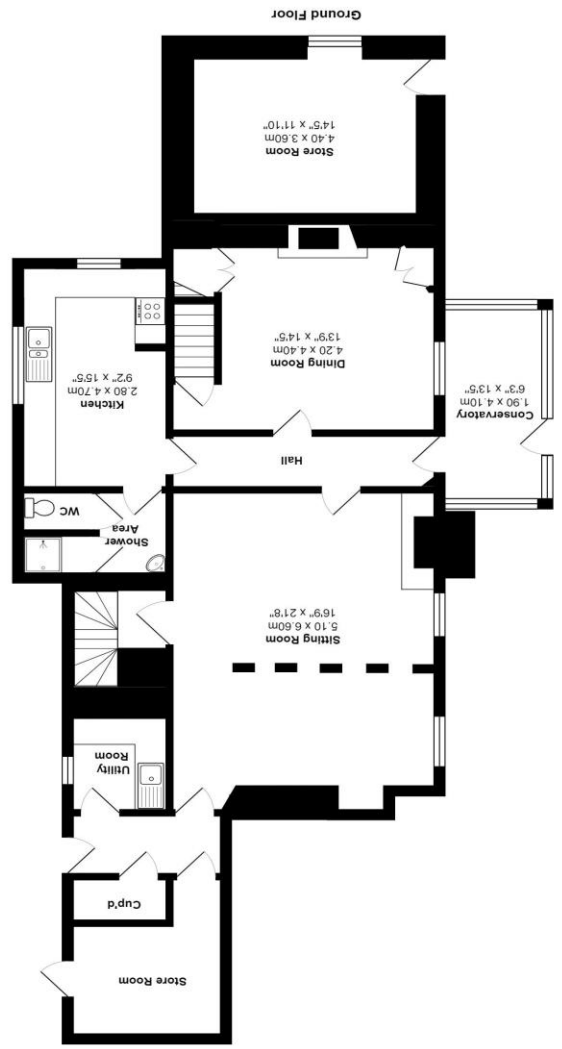 Store Room
Cup'd
Utility
Room
Sitting Room
5.10 x 6.60m
16'9" x 21'8"
Shower
Area
WC
Hall
Conservatory
1.90 x 4.10m
6'3" x 13'5
Kitchen
2.80 x 4.70m
9'2" x 15'5"
Dining Room
4.20 x 4.40m
13'9" x 14'5
Store Room
4.40 x 3.60m
14'5" x 11'10"
Ground Floor